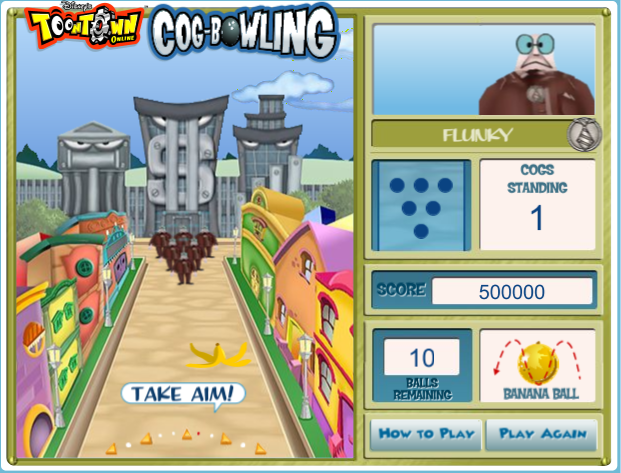 Disney's
TOONTOWN
ONLINE
COG-BOWLING
FLUNKY
COGS
STANDING
1
SCORE
500000
10
BALLS
REMAINING
BANANA BALL
TAKE AIM!
HOW TO PLAY
PLAY AGAIN